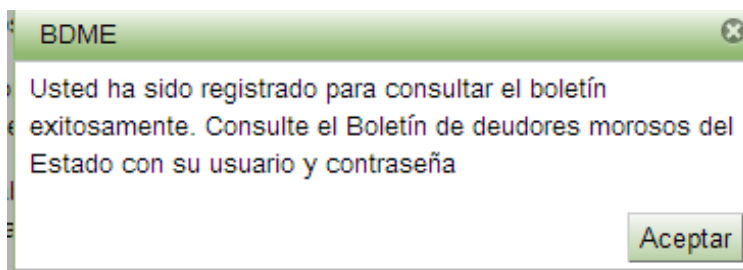 BDME
Usted ha sido registrado para consultar el boletín
exitosamente. Consulte el Boletín de deudores morosos del
Estado con su usuario y contraseña
Aceptar